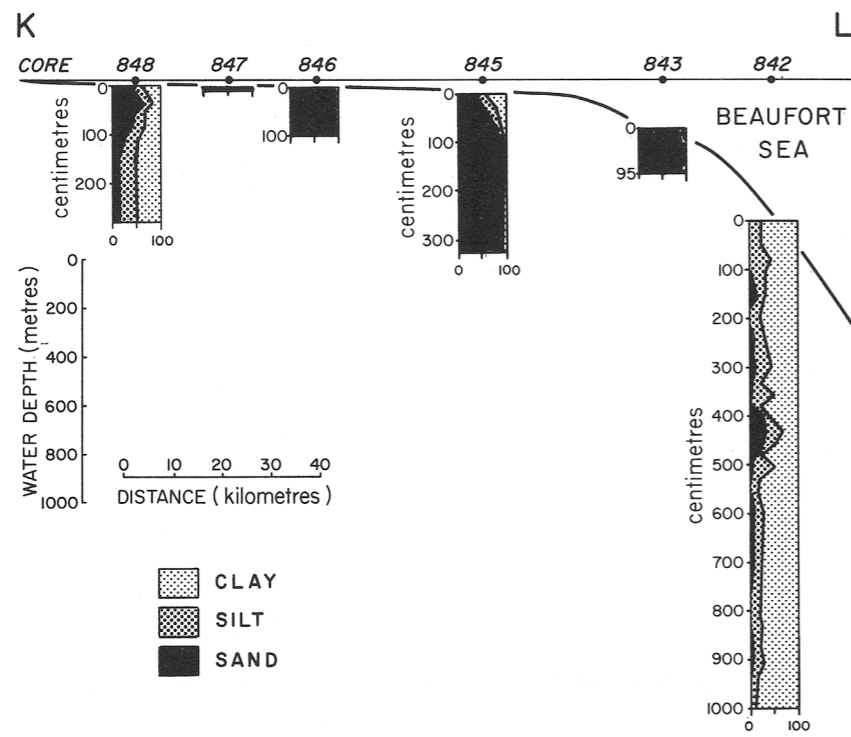 K L
CORE 848 847 846 845 843 842
BEAUFORT
SEA
centimetres
0
100
200
0 100
0
100
centimetres
0
100
200
300
0 100
0
95
centimetres
0
100
200
300
400
500
600
700
800
900
1000
0 100
WATER DEPTH (metres)
0
200
400
600
800
1000
0 10 20 30 40
DISTANCE (kilometres)
CLAY
SILT
SAND